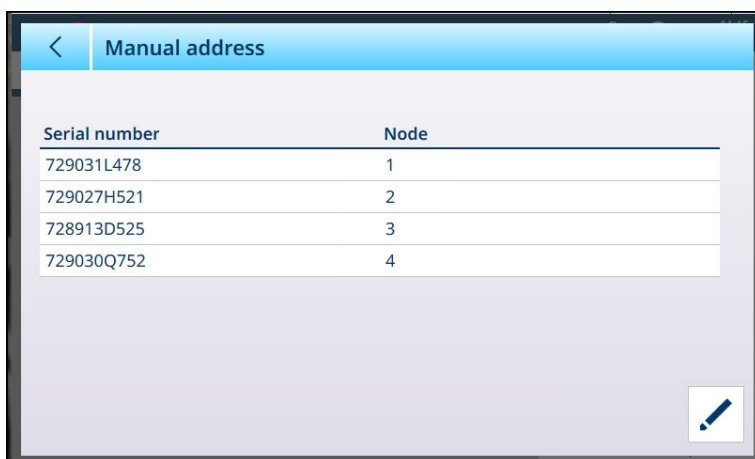 Manual address
Serial number Node
729031L478 1
729027H521 2
728913D525 3
729030Q752 4